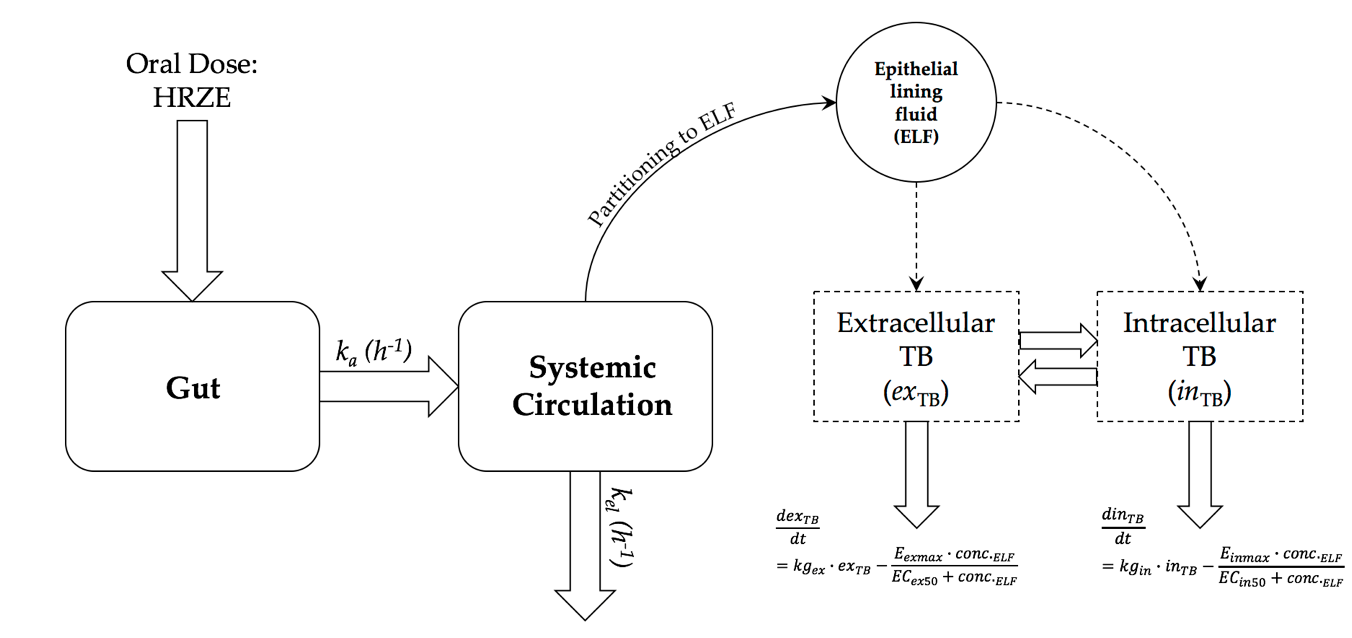 Oral Dose:
HRZE
Gut
kₐ (h⁻¹)
Systemic
Circulation
kₑₗ (h⁻¹)
Partitioning to ELF
Epithelial
lining
fluid
(ELF)
Extracellular
TB
(ex_TB)
Intracellular
TB
(in_TB)
dex_TB/dt
= kg_ex · ex_TB − (E_exmax · conc._ELF)/(EC_ex50 + conc._ELF)
din_TB/dt
= kg_in · in_TB − (E_inmax · conc._ELF)/(EC_in50 + conc._ELF)